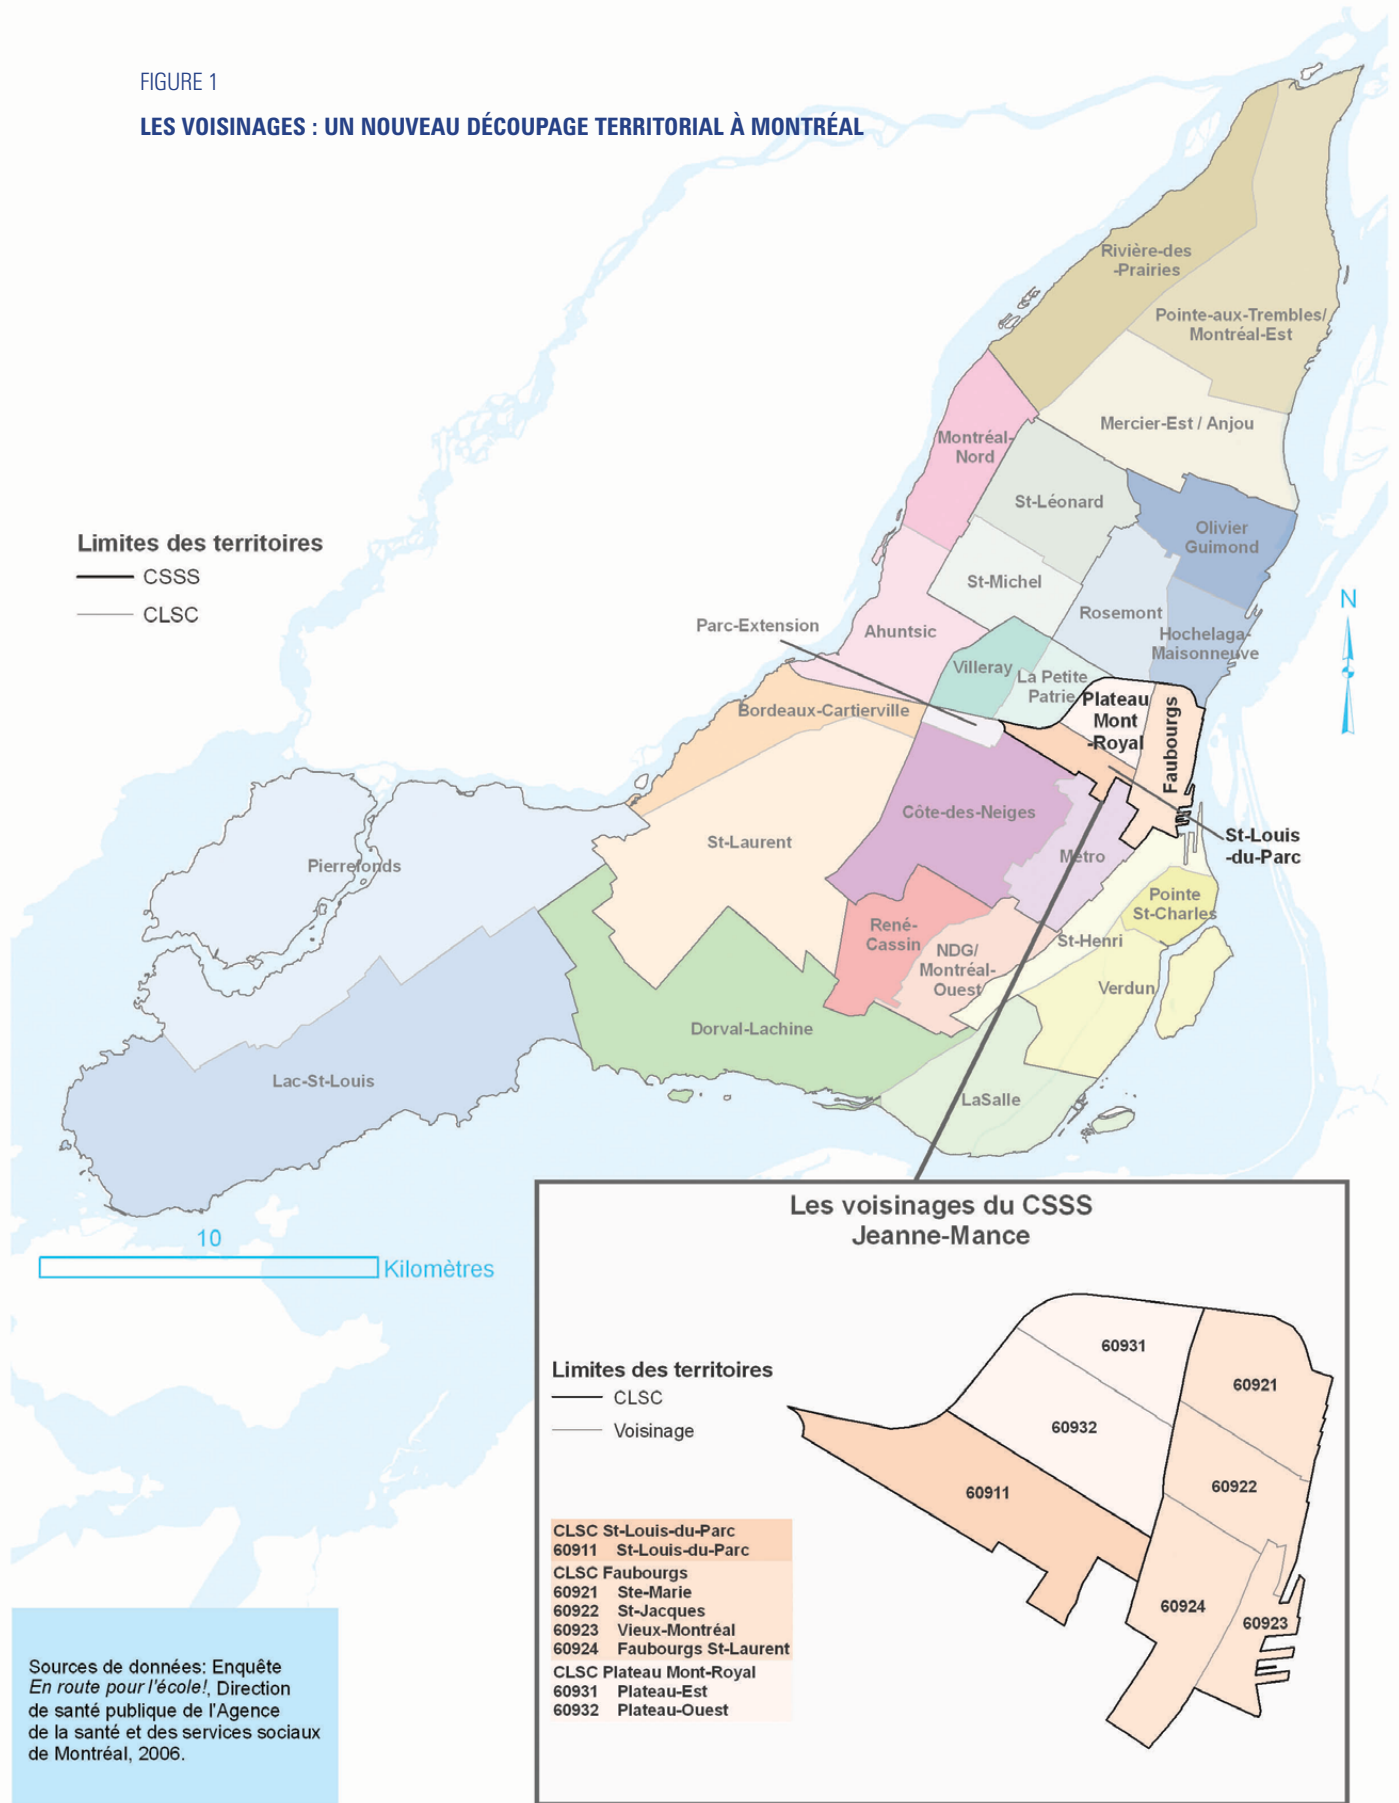 FIGURE 1
LES VOISINAGES : UN NOUVEAU DÉCOUPAGE TERRITORIAL À MONTRÉAL
Rivière-des
-Prairies
Pointe-aux-Trembles/
Montréal-Est
Mercier-Est / Anjou
Montréal-
Nord
St-Léonard
Olivier
Guimond
Limites des territoires
CSSS
CLSC
St-Michel
N
Rosemont
Parc-Extension
Ahuntsic
Hochelaga-
Maisonneuve
Villeray
La Petite
Patrie
Plateau
Mont
-Royal
Faubourgs
Bordeaux-Cartierville
Côte-des-Neiges
St-Laurent
St-Louis
-du-Parc
Métro
Pierrefonds
Pointe
St-Charles
René-
Cassin
St-Henri
NDG/
Montréal-
Ouest
Verdun
Dorval-Lachine
Lac-St-Louis
LaSalle
10
Kilomètres
Les voisinages du CSSS
Jeanne-Mance
Limites des territoires
CLSC
Voisinage
60931
60921
60932
60922
60911
60924
60923
CLSC St-Louis-du-Parc
60911 St-Louis-du-Parc
CLSC Faubourgs
60921 Ste-Marie
60922 St-Jacques
60923 Vieux-Montréal
60924 Faubourgs St-Laurent
CLSC Plateau Mont-Royal
60931 Plateau-Est
60932 Plateau-Ouest
Sources de données: Enquête
En route pour l'école!, Direction
de santé publique de l'Agence
de la santé et des services sociaux
de Montréal, 2006.